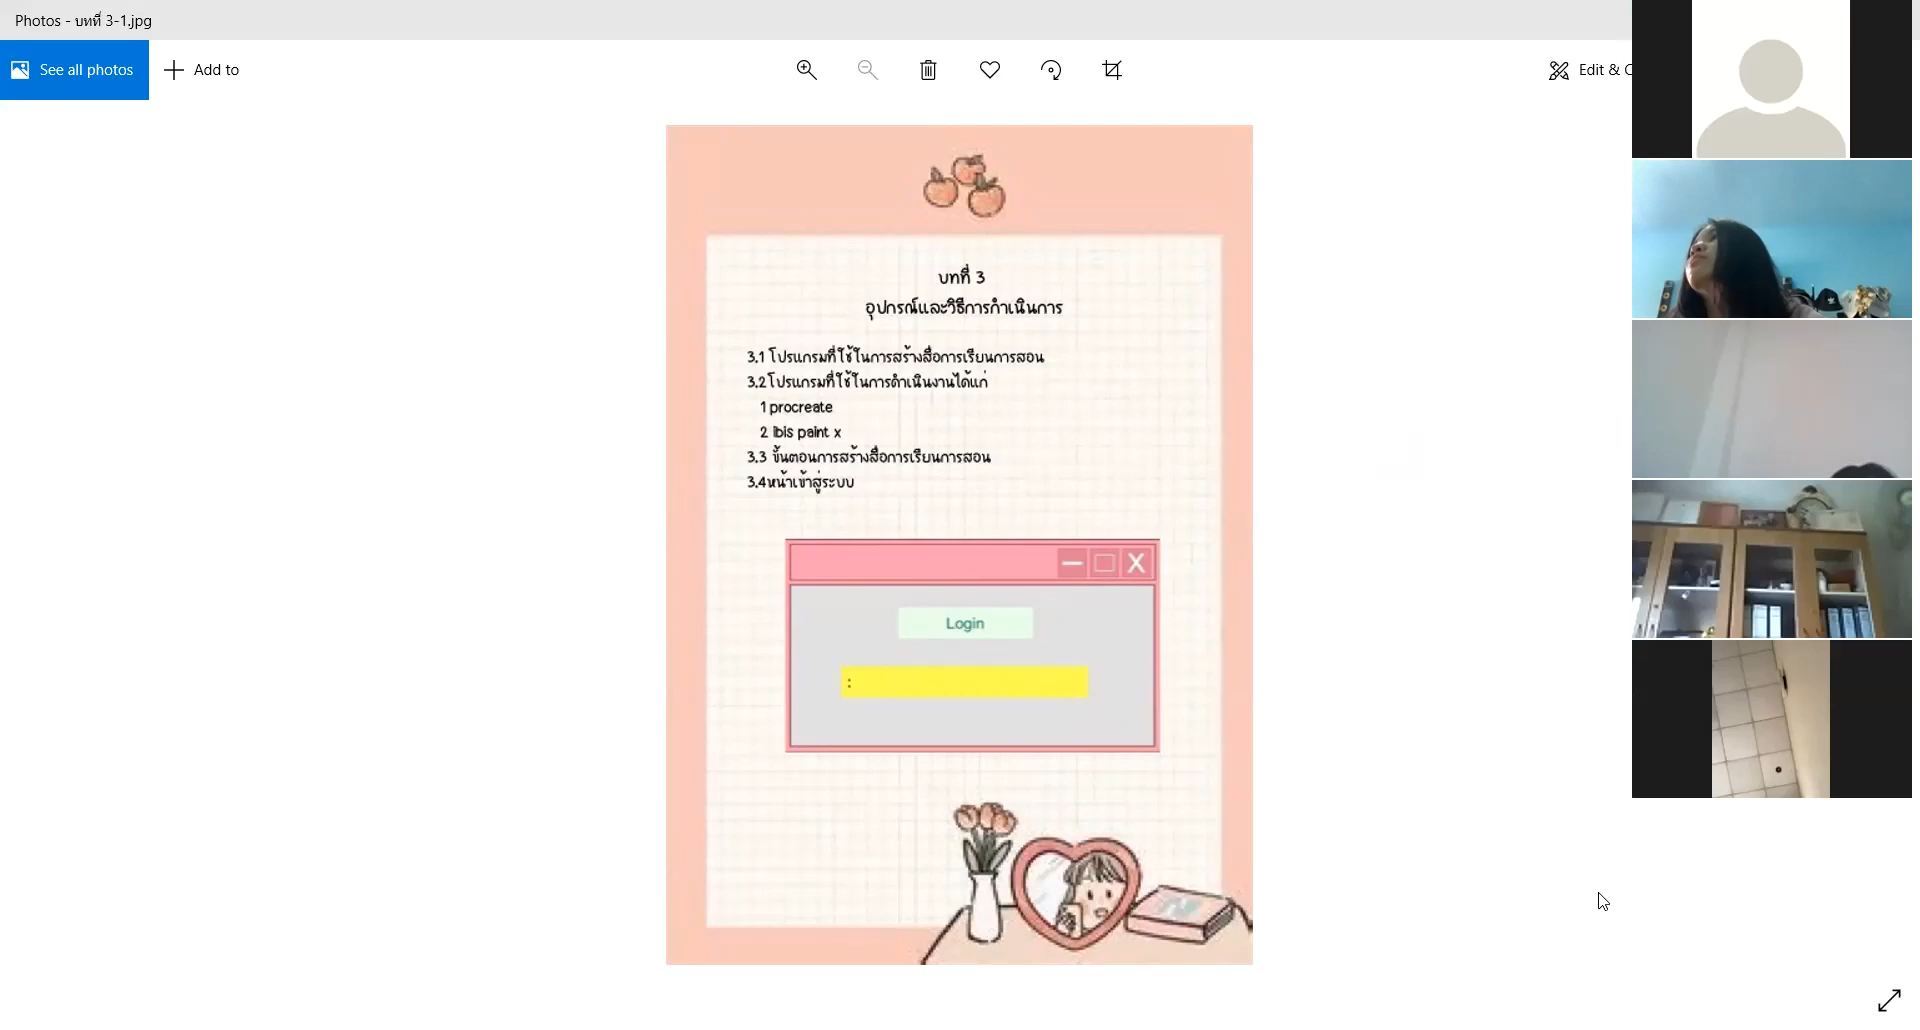 Photos - บทที่ 3-1.jpg
See all photos
Add to
Edit & C
บทที่ 3
อุปกรณ์และวิธีการกำเนินการ
3.1 โปรแกรมที่ใช้ในการสร้างสื่อการเรียนการสอน
3.2โปรแกรมที่ใช้ในการดำเนินงานได้แก่
1 procreate
2 ibis paint x
3.3 ขั้นตอนการสร้างสื่อการเรียนการสอน
3.4หน้าเข้าสู่ระบบ
X
Login
: